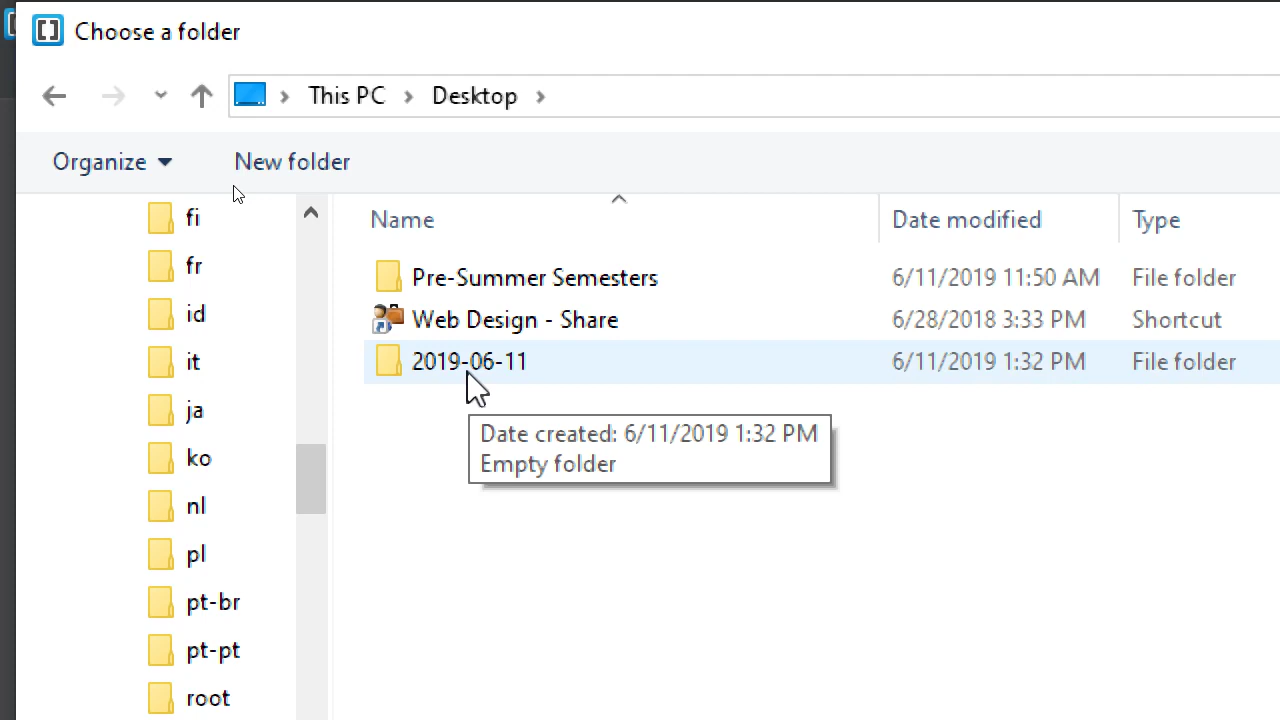 Choose a folder
This PC
Desktop
Organize
New folder
fi
fr
id
it
ja
ko
nl
pl
pt-br
pt-pt
root
Name Date modified Type
Pre-Summer Semesters 6/11/2019 11:50 AM File folder
Web Design - Share 6/28/2018 3:33 PM Shortcut
2019-06-11 6/11/2019 1:32 PM File folder
Date created: 6/11/2019 1:32 PM
Empty folder